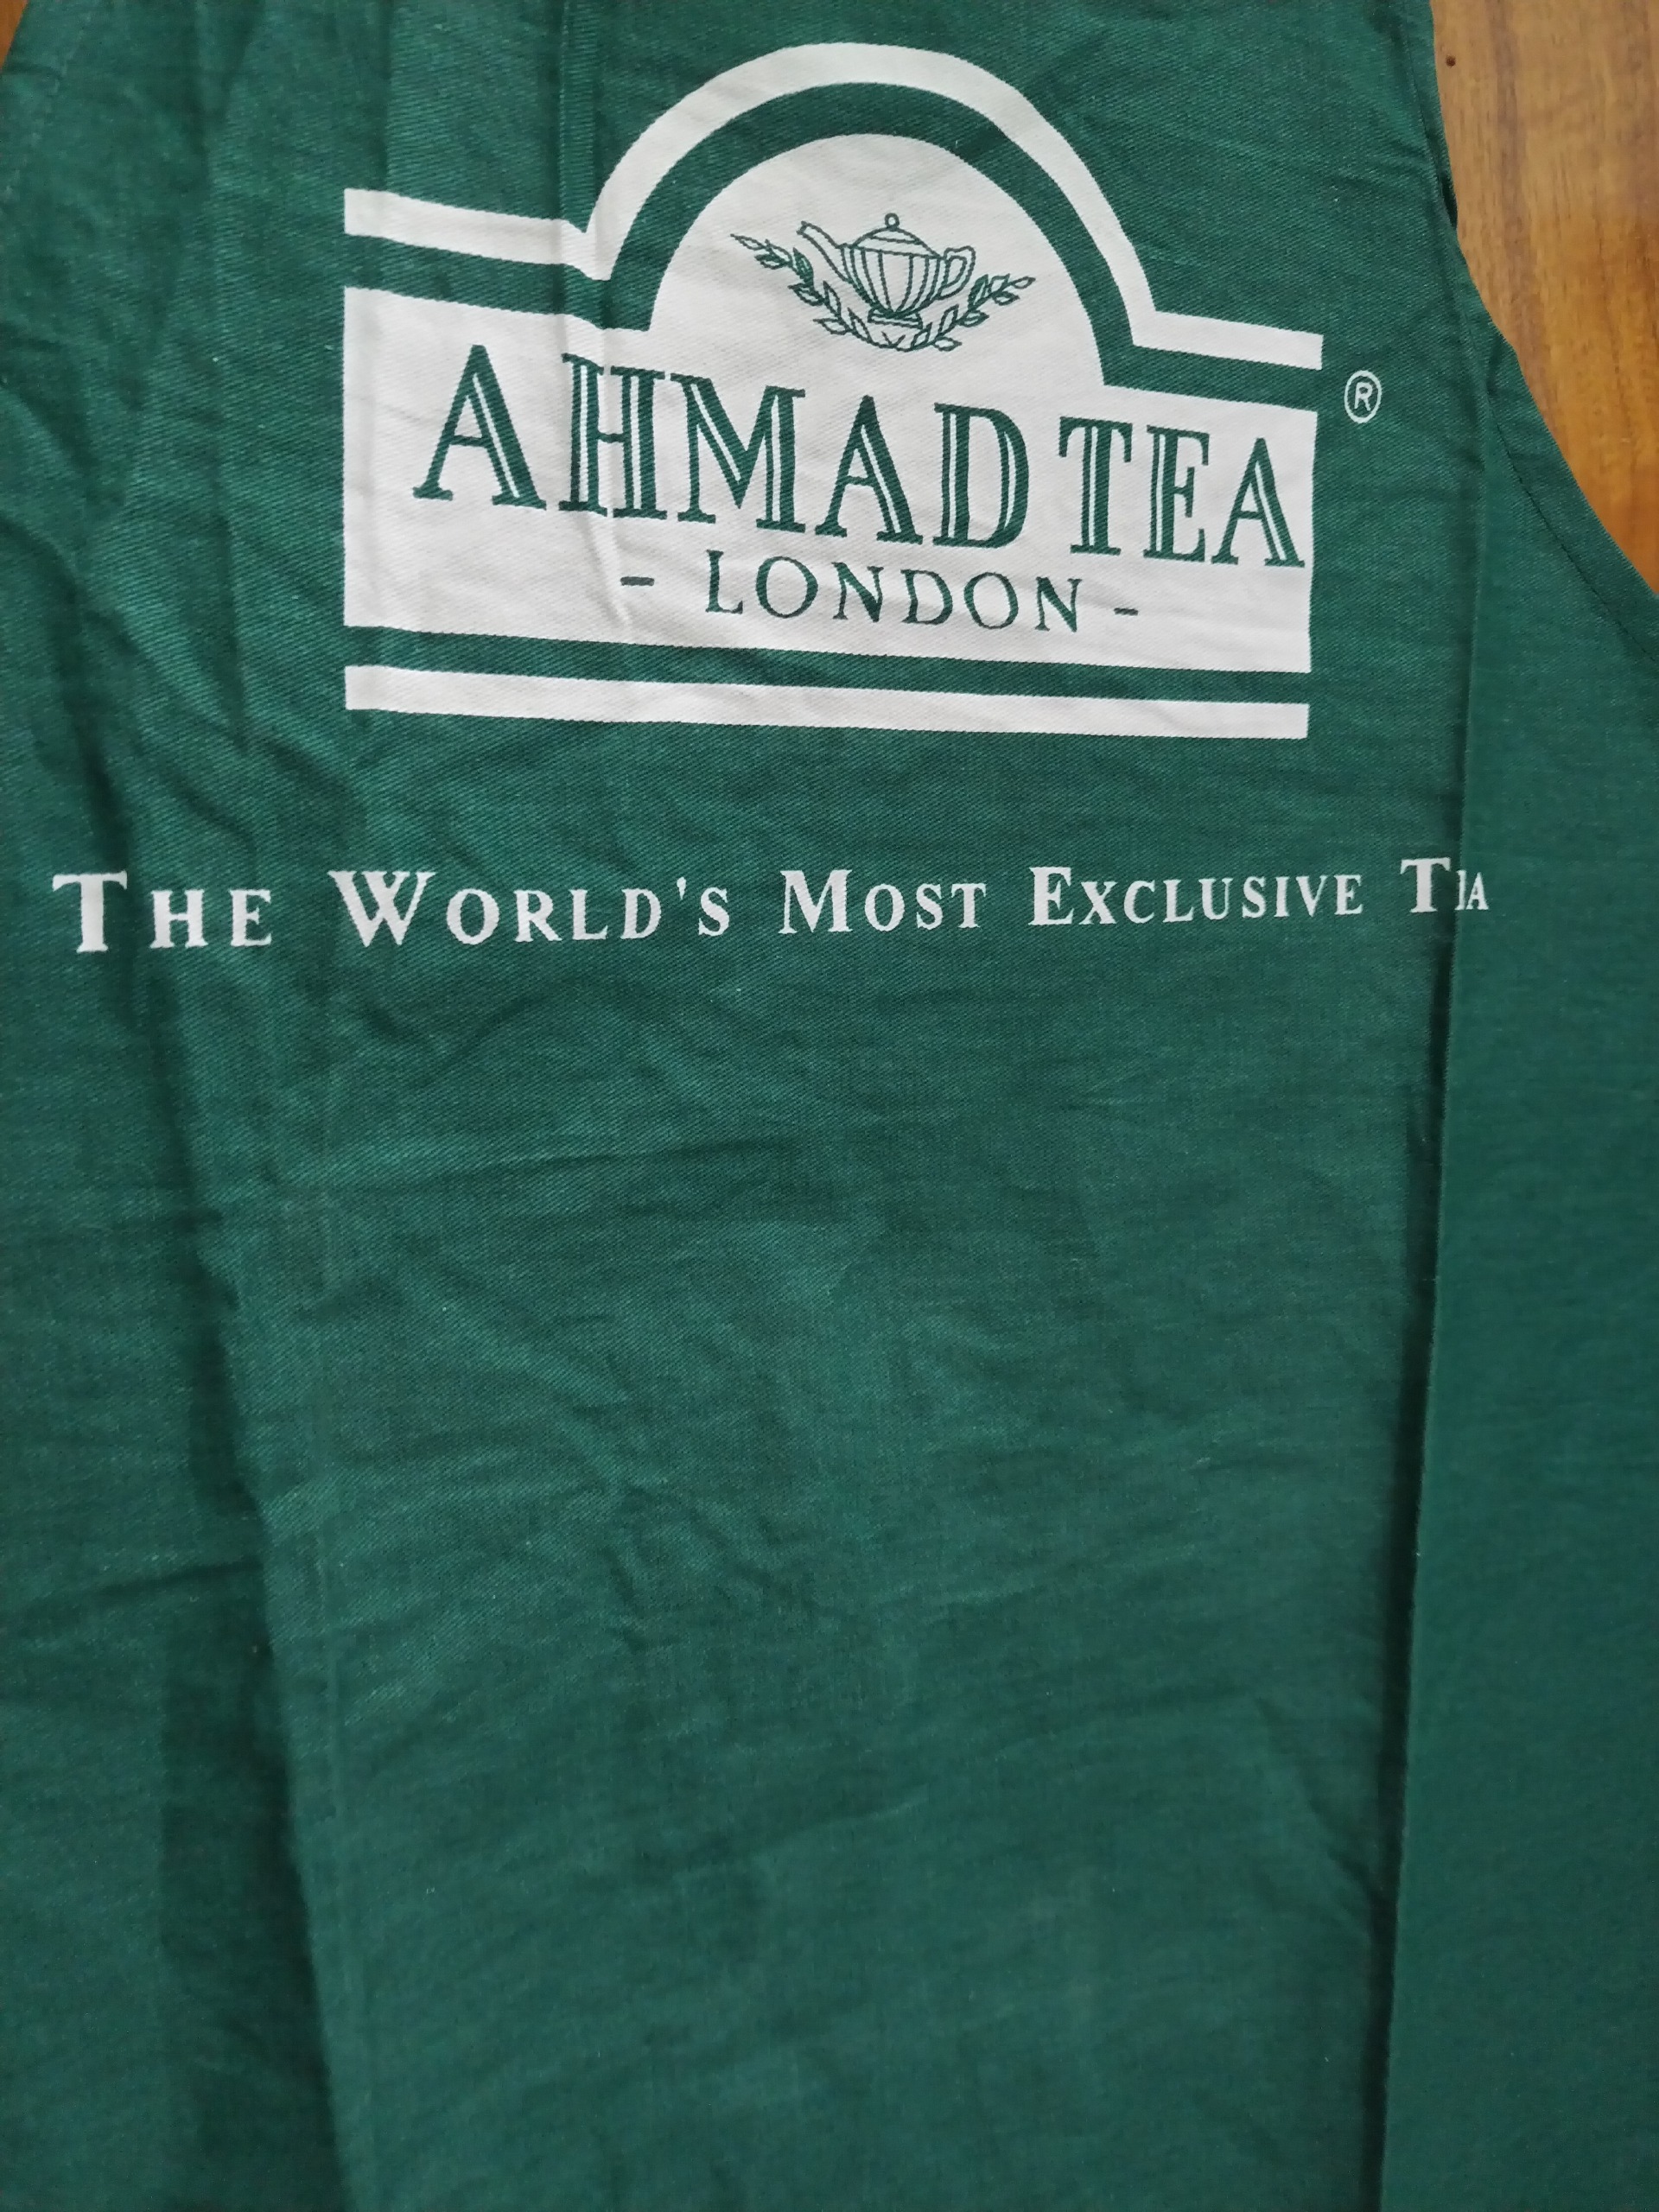 AHMAD TEA ®
- LONDON -
THE WORLD'S MOST EXCLUSIVE